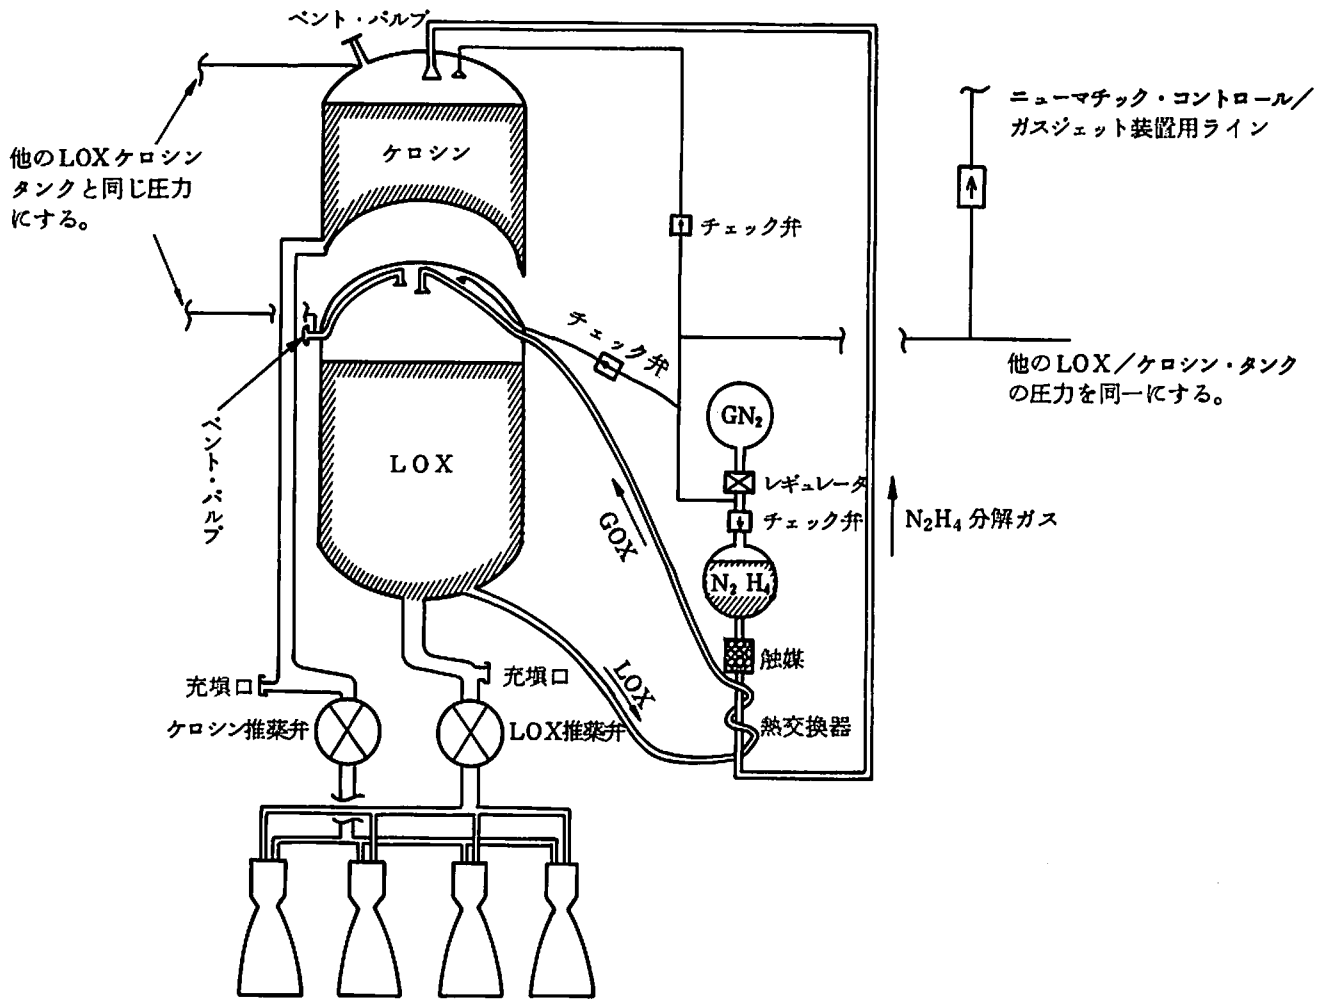 ベント・バルブ
ニューマチック・コントロール/
ガスジェット装置用ライン
他のLOXケロシン
タンクと同じ圧力
にする。
ケロシン
チェック弁
チェック弁
他のLOX/ケロシン・タンク
の圧力を同一にする。
GN₂
ベント・バルブ
LOX
レギュレータ
GOX
チェック弁
N₂H₄分解ガス
N₂ H₄
触媒
充塡口
充塡口
LOX
ケロシン推薬弁
LOX推薬弁
熱交換器